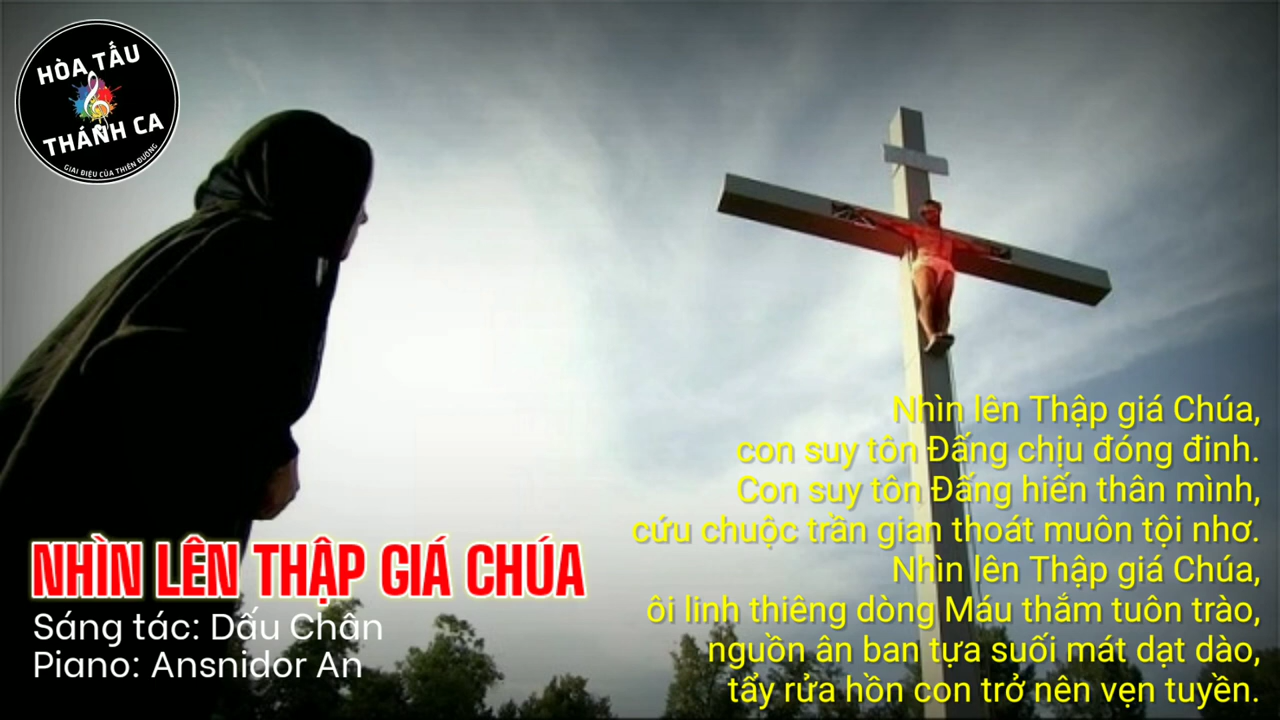 HÒA TẤU
THÁNH CA
GIAI ĐIỆU CỦA THIÊN ĐƯỜNG
Nhìn lên Thập giá Chúa,
con suy tôn Đấng chịu đóng đinh.
Con suy tôn Đấng hiến thân mình,
cứu chuộc trần gian thoát muôn tội nhơ.
Nhìn lên Thập giá Chúa,
ôi linh thiêng dòng Máu thắm tuôn trào,
nguồn ân ban tựa suối mát dạt dào,
tẩy rửa hồn con trở nên vẹn tuyền.
NHÌN LÊN THẬP GIÁ CHÚA
Sáng tác: Dấu Chân
Piano: Ansnidor An